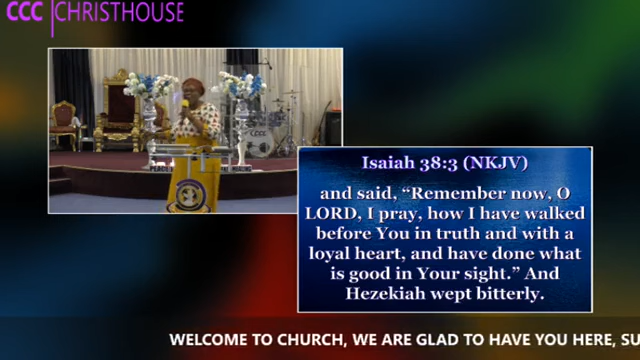 CCC CHRISTHOUSE
CCC
Isaiah 38:3 (NKJV)
and said, “Remember now, O
LORD, I pray, how I have walked
before You in truth and with a
loyal heart, and have done what
is good in Your sight.” And
Hezekiah wept bitterly.
WELCOME TO CHURCH, WE ARE GLAD TO HAVE YOU HERE, SU